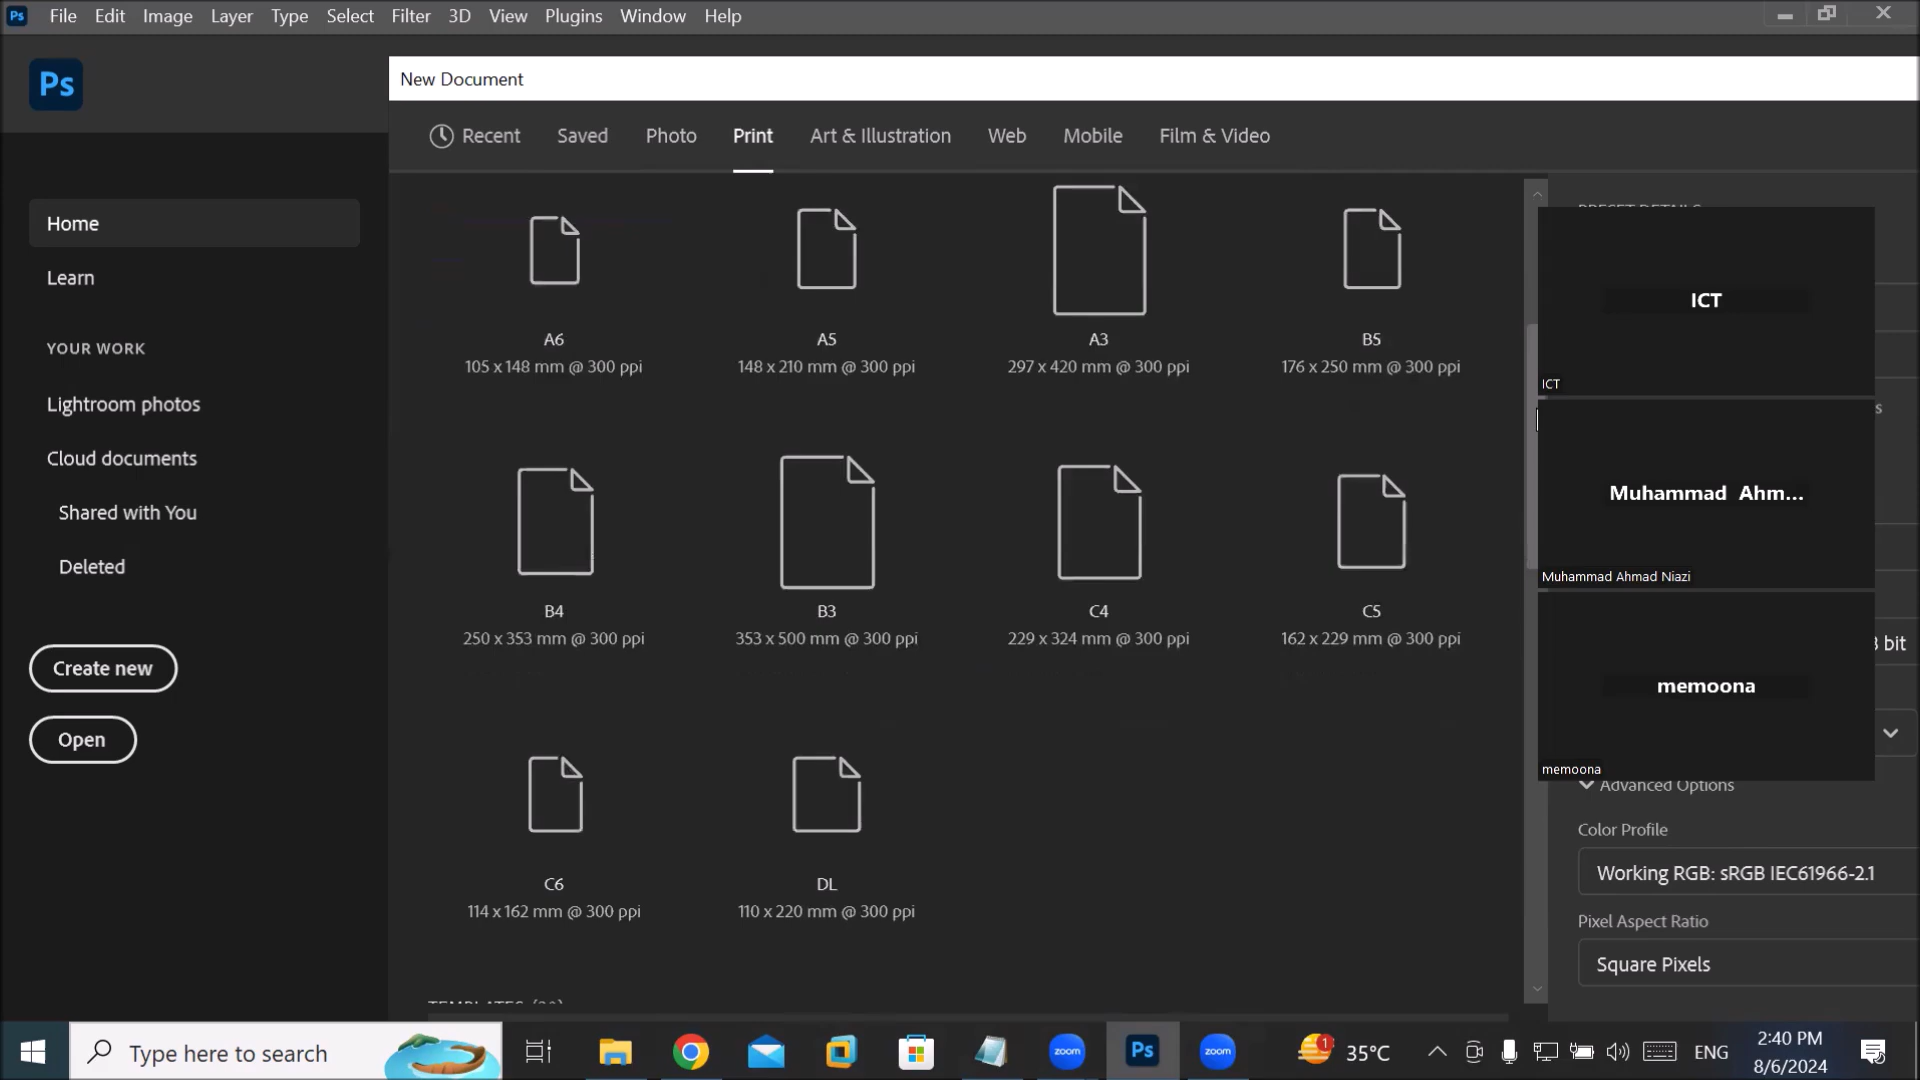 Ps File Edit Image Layer Type Select Filter 3D View Plugins Window Help
Ps
New Document
Recent Saved Photo Print Art & Illustration Web Mobile Film & Video
Home
Learn
YOUR WORK
Lightroom photos
Cloud documents
Shared with You
Deleted
Create new
Open
A6 A5 A3 B5
105 x 148 mm @ 300 ppi 148 x 210 mm @ 300 ppi 297 x 420 mm @ 300 ppi 176 x 250 mm @ 300 ppi
B4 B3 C4 C5
250 x 353 mm @ 300 ppi 353 x 500 mm @ 300 ppi 229 x 324 mm @ 300 ppi 162 x 229 mm @ 300 ppi
C6 DL
114 x 162 mm @ 300 ppi 110 x 220 mm @ 300 ppi
PRESET DETAILS
ICT
ICT
s
Muhammad Ahm...
Muhammad Ahmad Niazi
bit
memoona
memoona
Advanced Options
Color Profile
Working RGB: sRGB IEC61966-2.1
Pixel Aspect Ratio
Square Pixels
Type here to search
zoom Ps zoom
1 35°C ENG
2:40 PM
8/6/2024